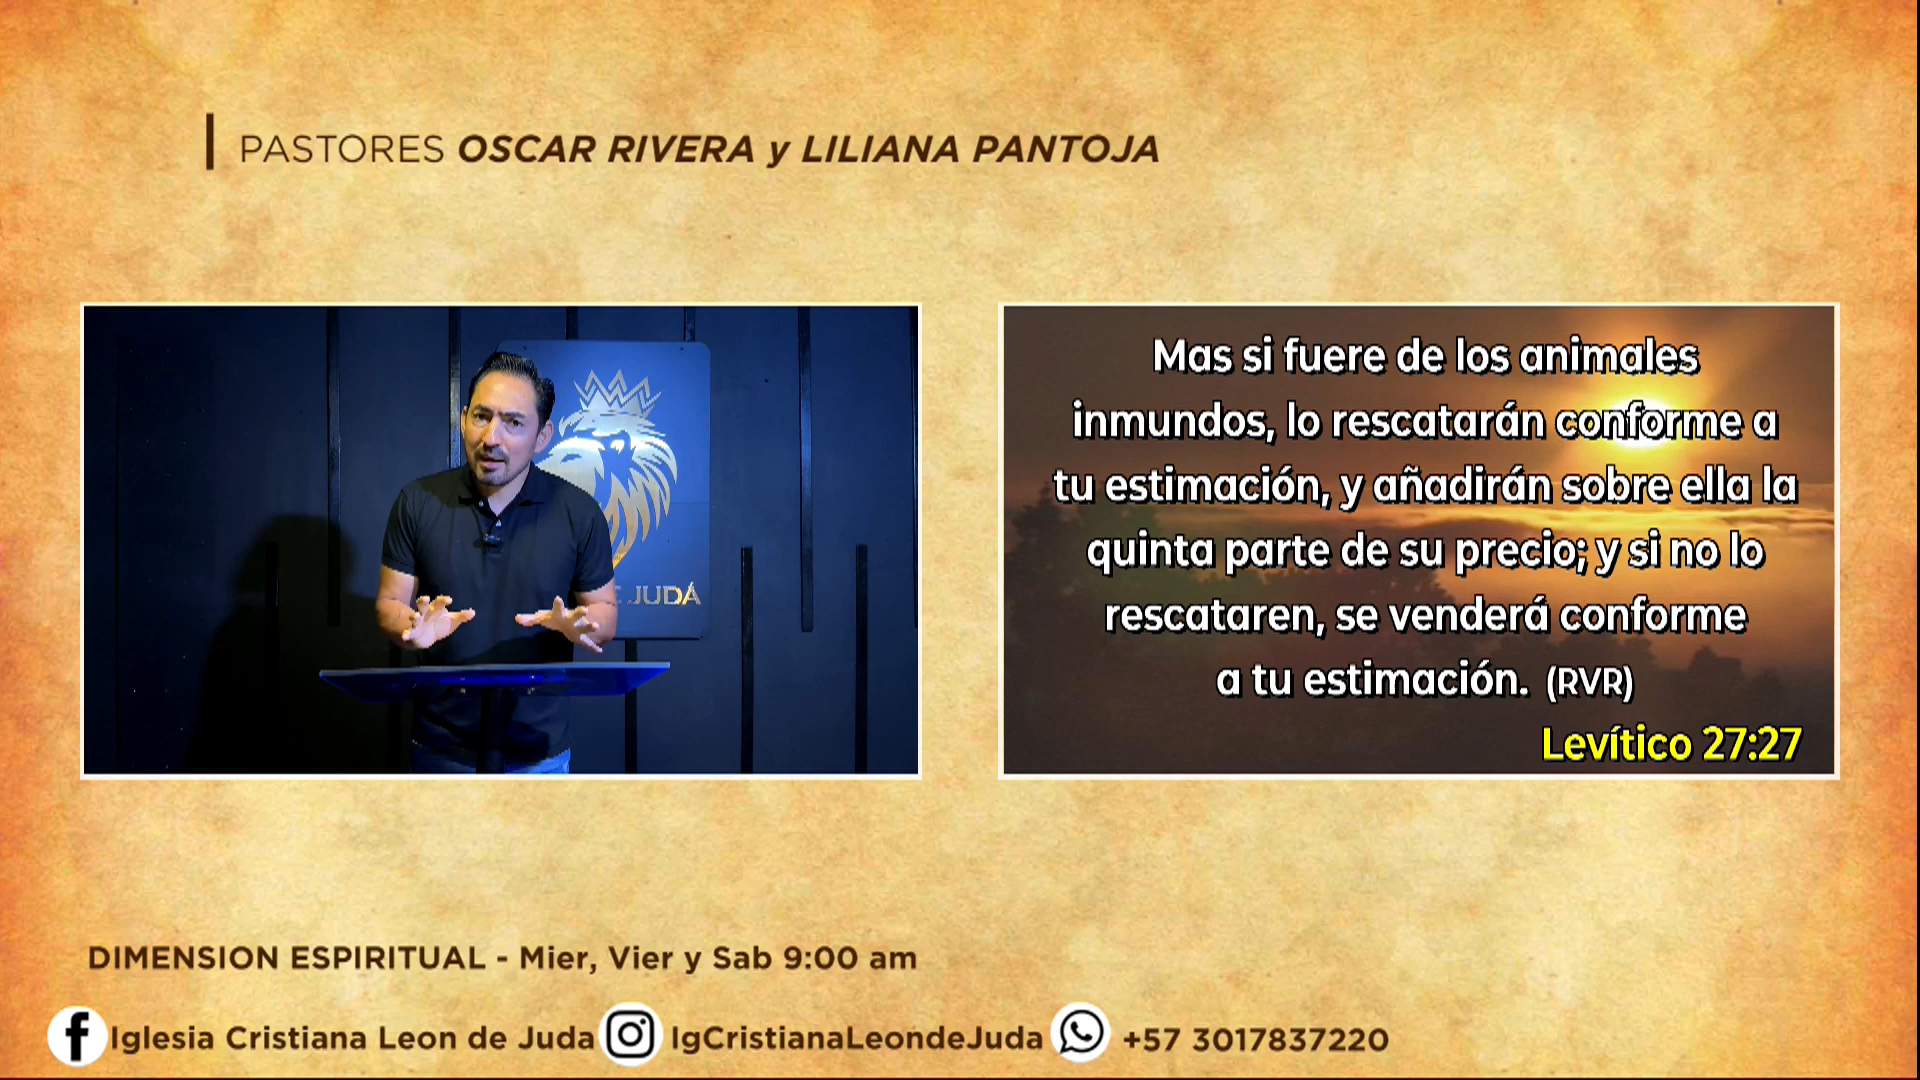 PASTORES OSCAR RIVERA y LILIANA PANTOJA
JUDÁ
Mas si fuere de los animales
inmundos, lo rescatarán conforme a
tu estimación, y añadirán sobre ella la
quinta parte de su precio; y si no lo
rescataren, se venderá conforme
a tu estimación. (RVR)
Levítico 27:27
DIMENSION ESPIRITUAL - Mier, Vier y Sab 9:00 am
Iglesia Cristiana Leon de Juda IgCristianaLeondeJuda +57 3017837220